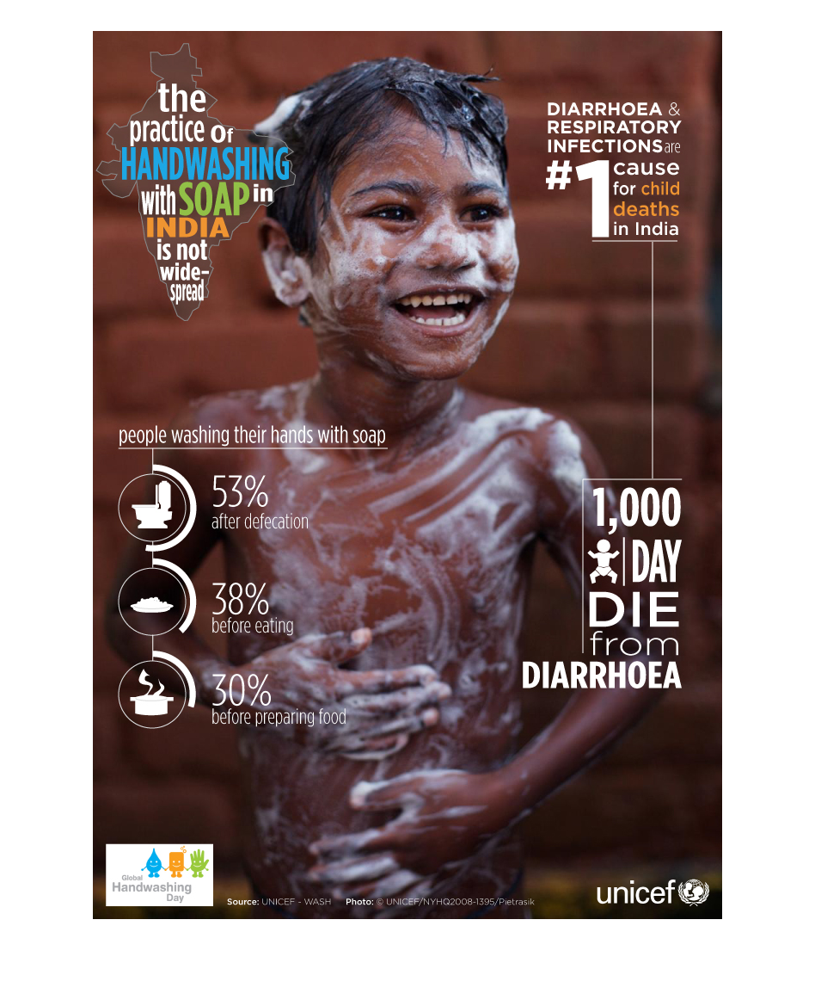 the
practice Of
HANDWASHING
with SOAP in
INDIA
is not
wide-
spread
DIARRHOEA &
RESPIRATORY
INFECTIONS are
#1 cause
for child
deaths
in India
people washing their hands with soap
53%
after defecation
38%
before eating
30%
before preparing food
1,000
DAY
DIE
from
DIARRHOEA
Global
Handwashing
Day
Source: UNICEF - WASH Photo: © UNICEF/NYHQ2008-1395/Pietrasik
unicef